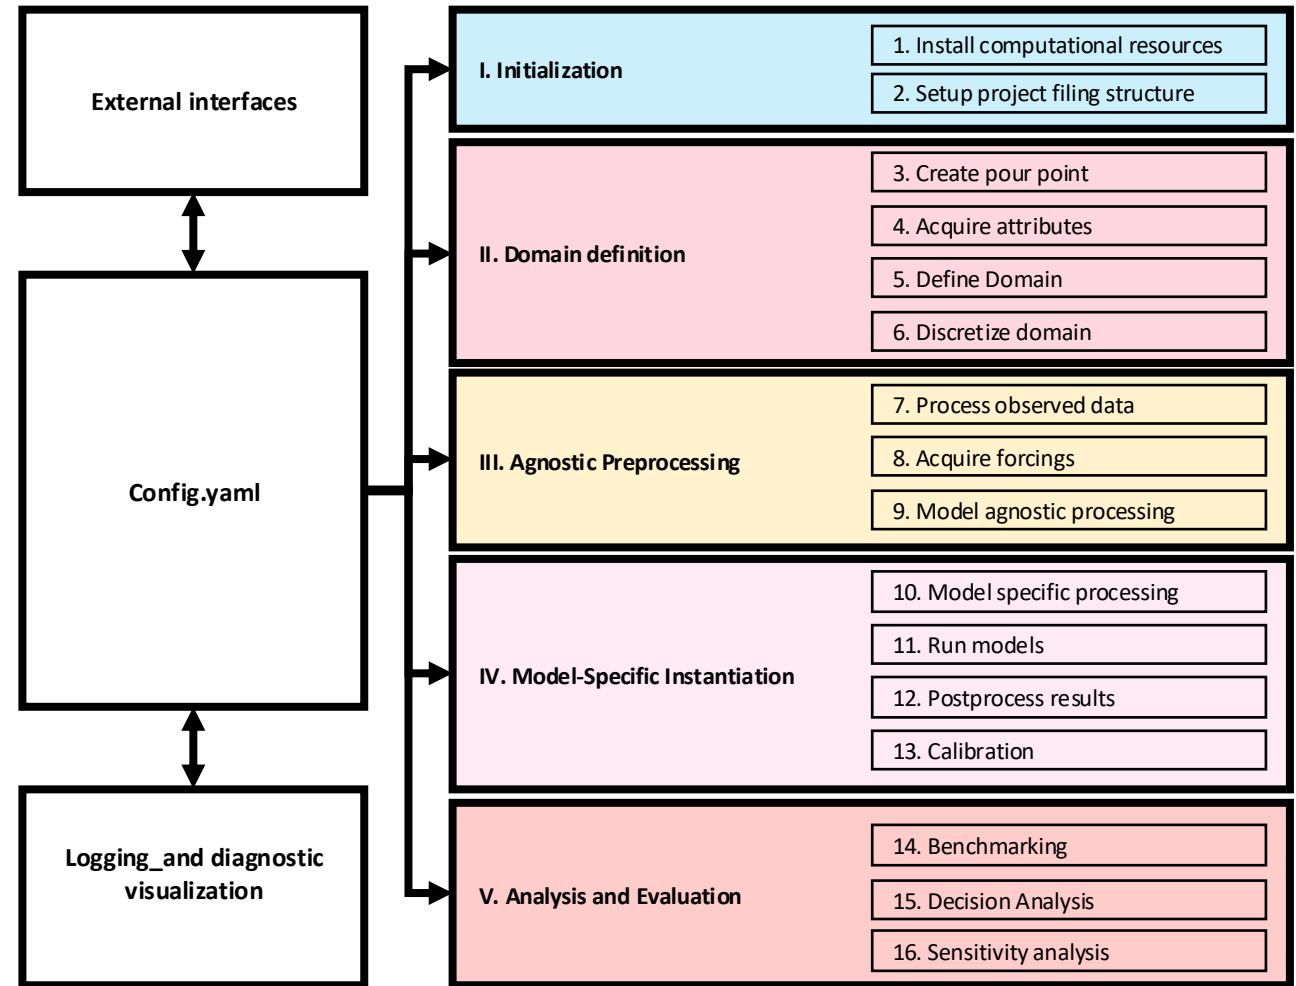 External interfaces
Config.yaml
Logging_and diagnostic
visualization
I. Initialization
1. Install computational resources
2. Setup project filing structure
II. Domain definition
3. Create pour point
4. Acquire attributes
5. Define Domain
6. Discretize domain
III. Agnostic Preprocessing
7. Process observed data
8. Acquire forcings
9. Model agnostic processing
IV. Model-Specific Instantiation
10. Model specific processing
11. Run models
12. Postprocess results
13. Calibration
V. Analysis and Evaluation
14. Benchmarking
15. Decision Analysis
16. Sensitivity analysis